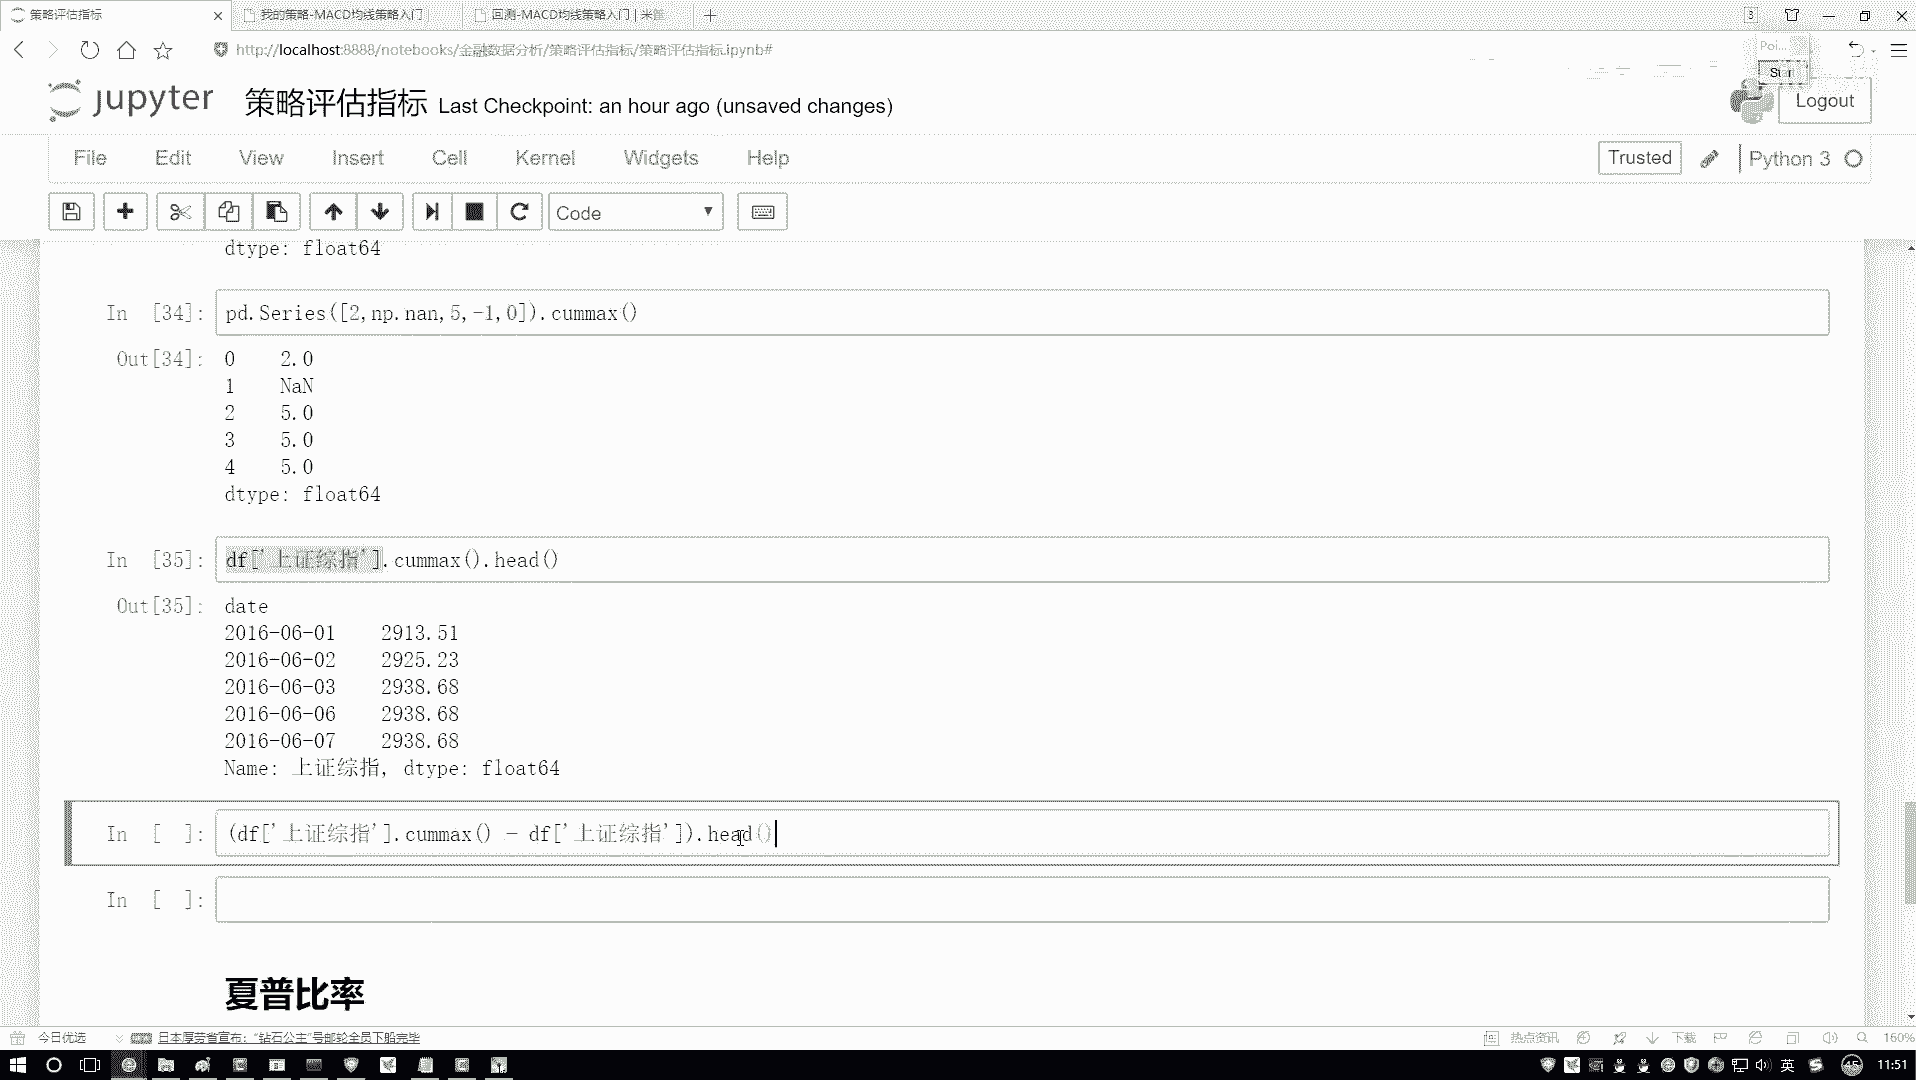 策略评估指标
我的策略-MACD均线策略入门
回测-MACD均线策略入门 | 米筐
3
http://localhost:8888/notebooks/金融数据分析/策略评估指标/策略评估指标.ipynb#
Poi...
Start
jupyter 策略评估指标 Last Checkpoint: an hour ago (unsaved changes)
Logout
File Edit View Insert Cell Kernel Widgets Help
Trusted
Python 3
Code
dtype: float64
In [34]: pd.Series([2,np.nan,5,-1,0]).cummax()
Out[34]: 0 2.0
1 NaN
2 5.0
3 5.0
4 5.0
dtype: float64
In [35]: df['上证综指'].cummax().head()
Out[35]: date
2016-06-01 2913.51
2016-06-02 2925.23
2016-06-03 2938.68
2016-06-06 2938.68
2016-06-07 2938.68
Name: 上证综指, dtype: float64
In [ ]: (df['上证综指'].cummax() - df['上证综指']).head()
In [ ]:
夏普比率
今日优选
日本厚劳省宣布: “钻石公主”号邮轮全员下船完毕
热点资讯
下载
160%
英
45
11:51